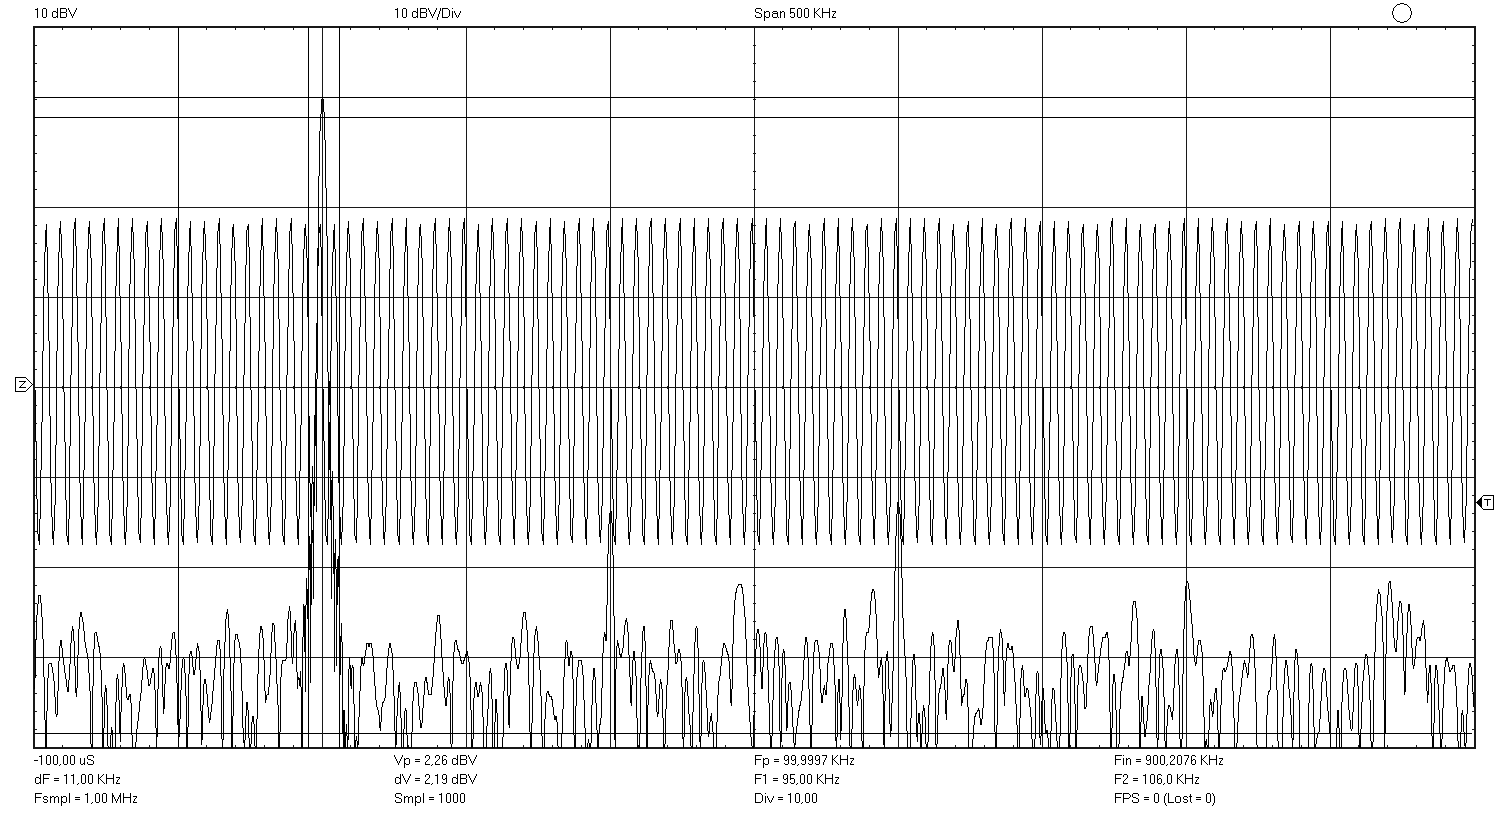 10 dBV 10 dBV/Div Span 500 KHz
Z
T
-100,00 uS Vp = 2,26 dBV Fp = 99,9997 KHz Fin = 900,2076 KHz
dF = 11,00 KHz dV = 2,19 dBV F1 = 95,00 KHz F2 = 106,0 KHz
Fsmpl = 1,00 MHz Smpl = 1000 Div = 10,00 FPS = 0 (Lost = 0)